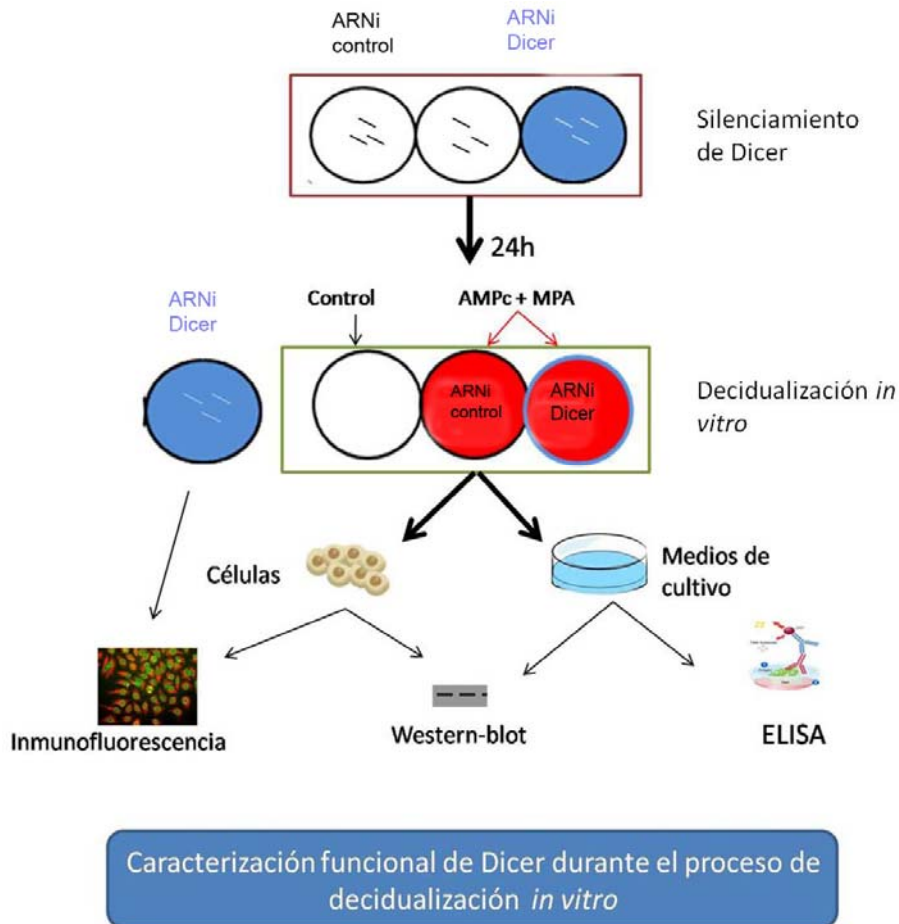 ARNi
control
ARNi
Dicer
Silenciamiento
de Dicer
24h
ARNi
Dicer
Control
AMPc + MPA
ARNi
control
ARNi
Dicer
Decidualización in
vitro
Células
Medios de
cultivo
Inmunofluorescencia
Western-blot
ELISA
Caracterización funcional de Dicer durante el proceso de
decidualización in vitro